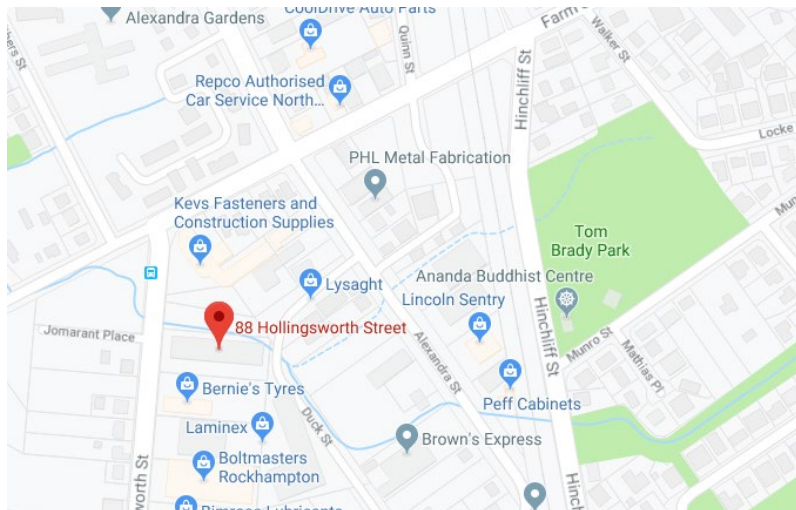 Alexandra Gardens
CoolDrive Auto Parts
Quinn St
Farm
Walker St
Repco Authorised
Car Service North...
Hinchliff St
Locke
PHL Metal Fabrication
Kevs Fasteners and
Construction Supplies
Tom
Brady Park
Ananda Buddhist Centre
Lysaght
Lincoln Sentry
88 Hollingsworth Street
Jomarant Place
Alexandra St
Hinchliff St
Munro St
Mathias Pl
Bernie's Tyres
Peff Cabinets
Duck St
Laminex
Brown's Express
Boltmasters
Rockhampton
worth St
Hinc
Bimrose Lubricants